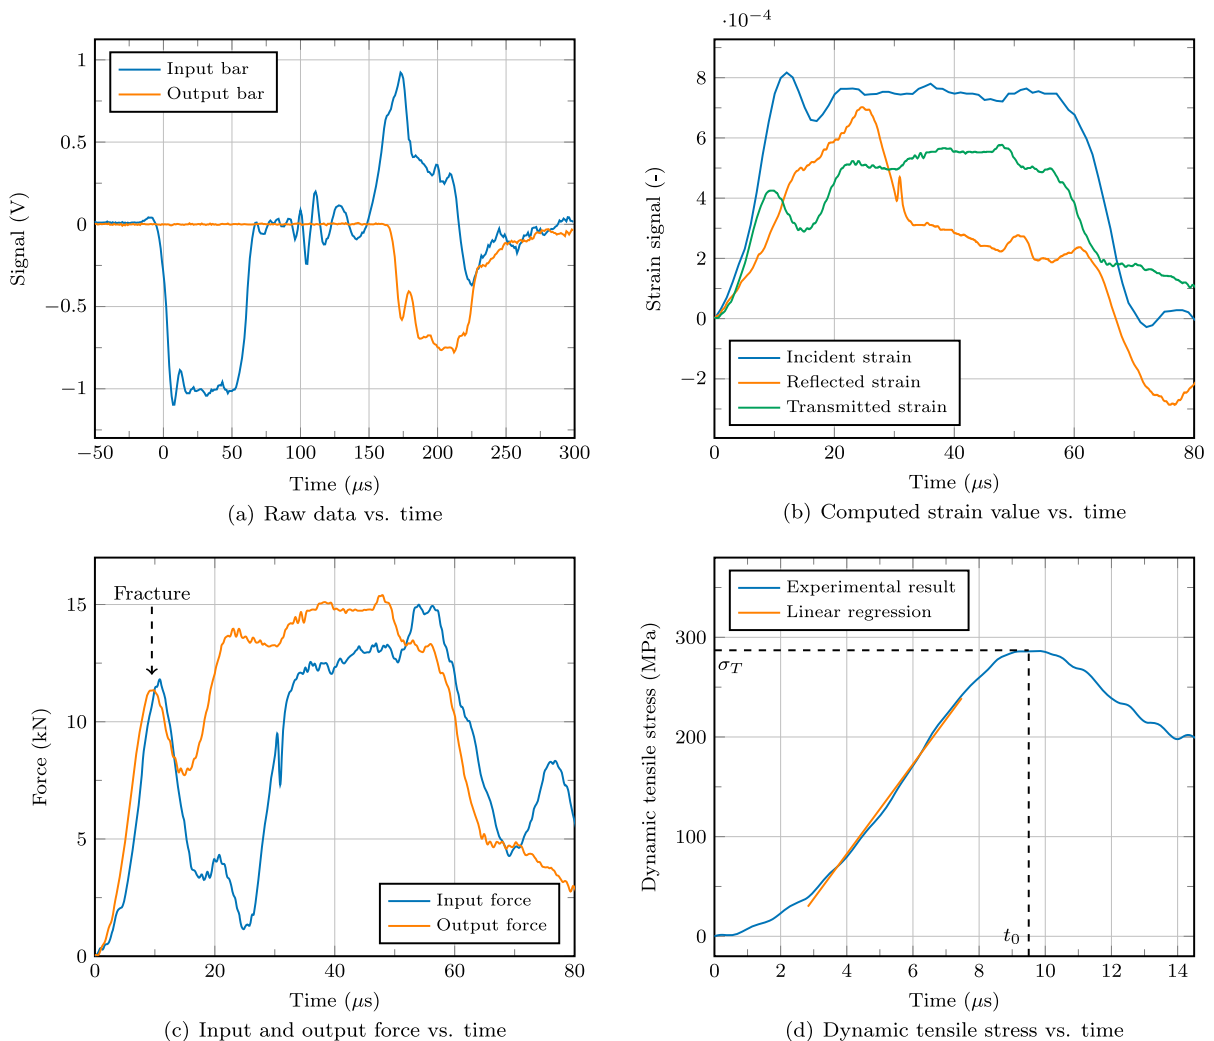 1
0.5
0
−0.5
−1
−50
0
50
100
150
200
250
300
Signal (V)
Time (μs)
Input bar
Output bar
(a) Raw data vs. time
·10−4
8
6
4
2
0
−2
0
20
40
60
80
Strain signal (-)
Time (μs)
Incident strain
Reflected strain
Transmitted strain
(b) Computed strain value vs. time
15
10
5
0
0
20
40
60
80
Force (kN)
Time (μs)
Fracture
Input force
Output force
(c) Input and output force vs. time
300
200
100
0
0
2
4
6
8
10
12
14
Dynamic tensile stress (MPa)
Time (μs)
Experimental result
Linear regression
σT
t0
(d) Dynamic tensile stress vs. time